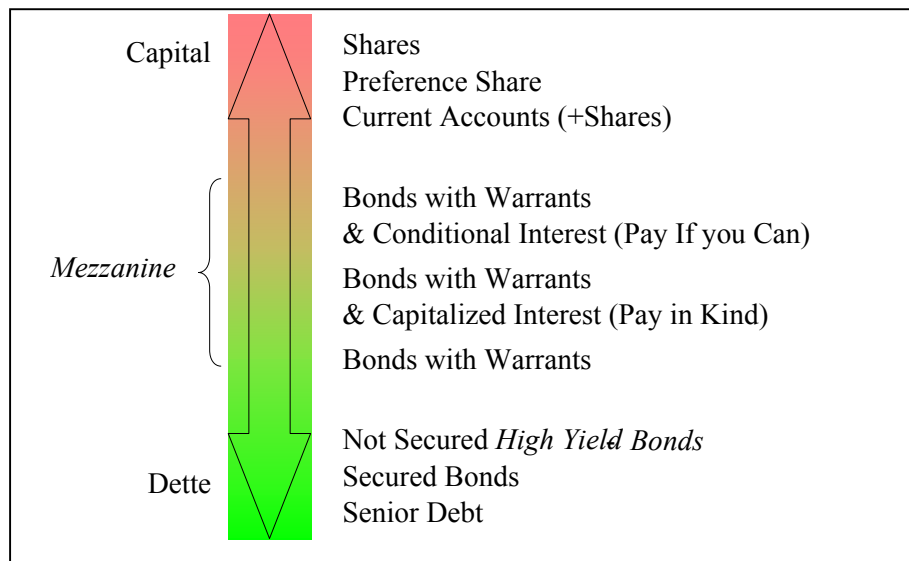 Capital
Shares
Preference Share
Current Accounts (+Shares)
Mezzanine
Bonds with Warrants
& Conditional Interest (Pay If you Can)
Bonds with Warrants
& Capitalized Interest (Pay in Kind)
Bonds with Warrants
Dette
Not Secured High Yield- Bonds
Secured Bonds
Senior Debt